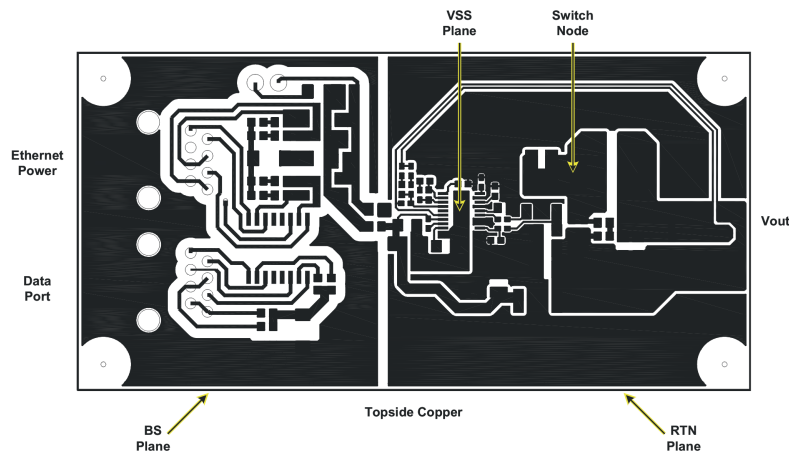 VSS
Plane
Switch
Node
Ethernet
Power
Vout
Data
Port
Topside Copper
BS
Plane
RTN
Plane